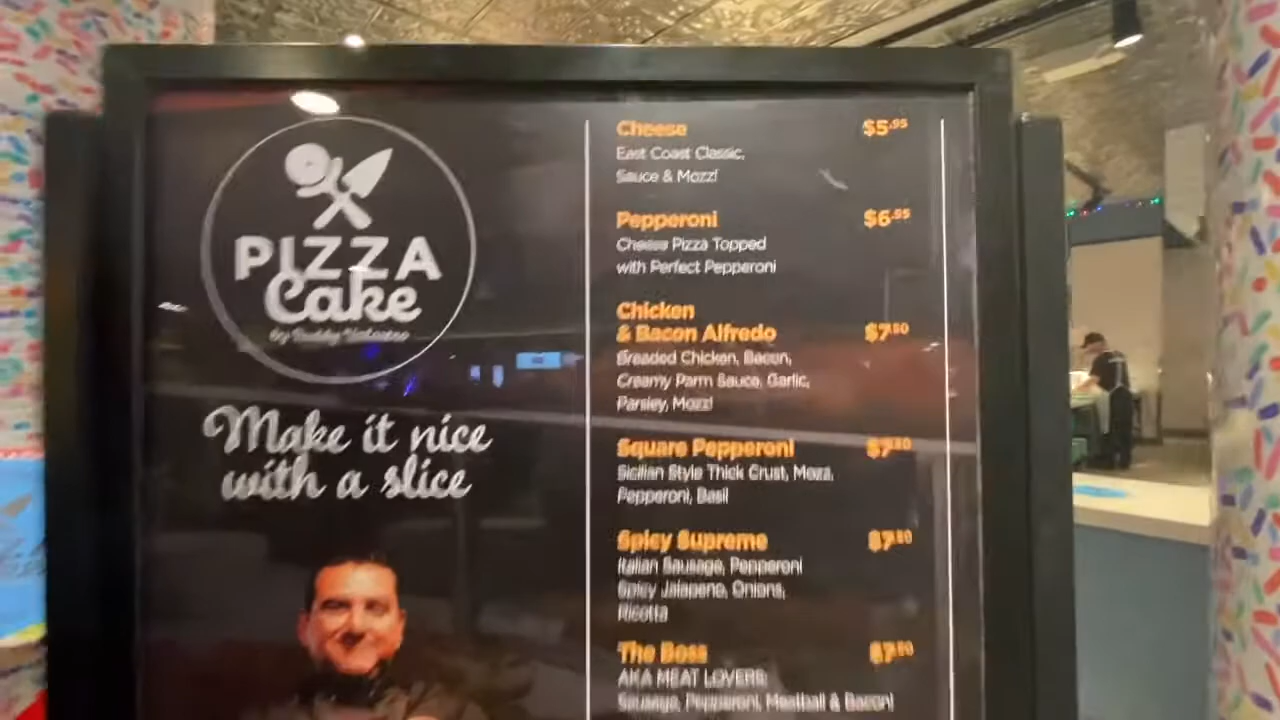 PIZZA
Cake
by Buddy Valastro
Make it nice
with a slice
Cheese $5.95
East Coast Classic,
Sauce & Mozz!
Pepperoni $6.95
Cheese Pizza Topped
with Perfect Pepperoni
Chicken
& Bacon Alfredo $7.50
Breaded Chicken, Bacon,
Creamy Parm Sauce, Garlic,
Parsley, Mozz!
Square Pepperoni $7.50
Sicilian Style Thick Crust, Mozz,
Pepperoni, Basil
Spicy Supreme $7.50
Italian Sausage, Pepperoni
Spicy Jalapeno, Onions,
Ricotta
The Boss $7.50
AKA MEAT LOVERS:
Sausage, Pepperoni, Meatball & Bacon!